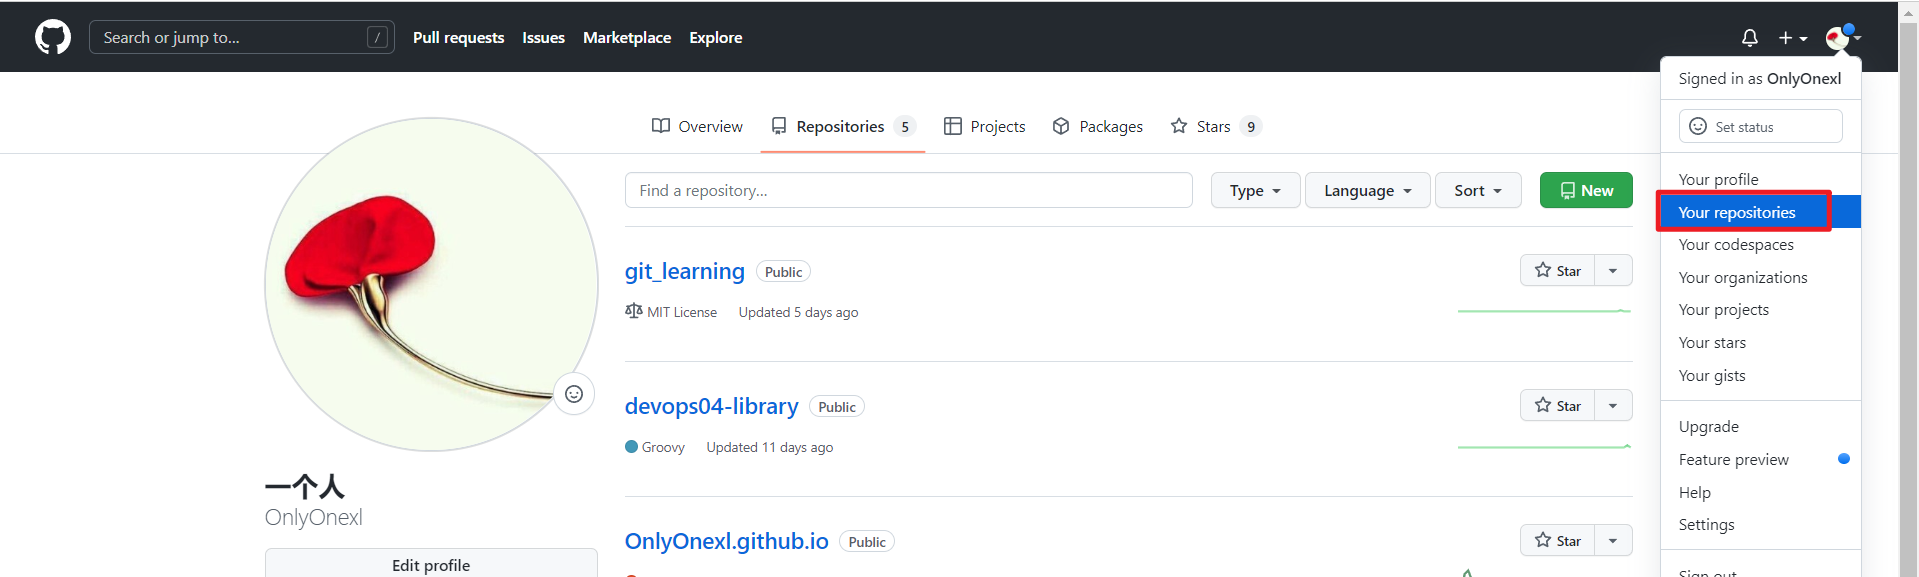 Search or jump to... / Pull requests Issues Marketplace Explore
Signed in as OnlyOnexl
Set status
Your profile
Your repositories
Your codespaces
Your organizations
Your projects
Your stars
Your gists
Upgrade
Feature preview
Help
Settings
Sign out
Overview Repositories 5 Projects Packages Stars 9
Find a repository... Type Language Sort New
git_learning Public Star
MIT License Updated 5 days ago
devops04-library Public Star
Groovy Updated 11 days ago
OnlyOnexl.github.io Public Star
一个人
OnlyOnexl
Edit profile